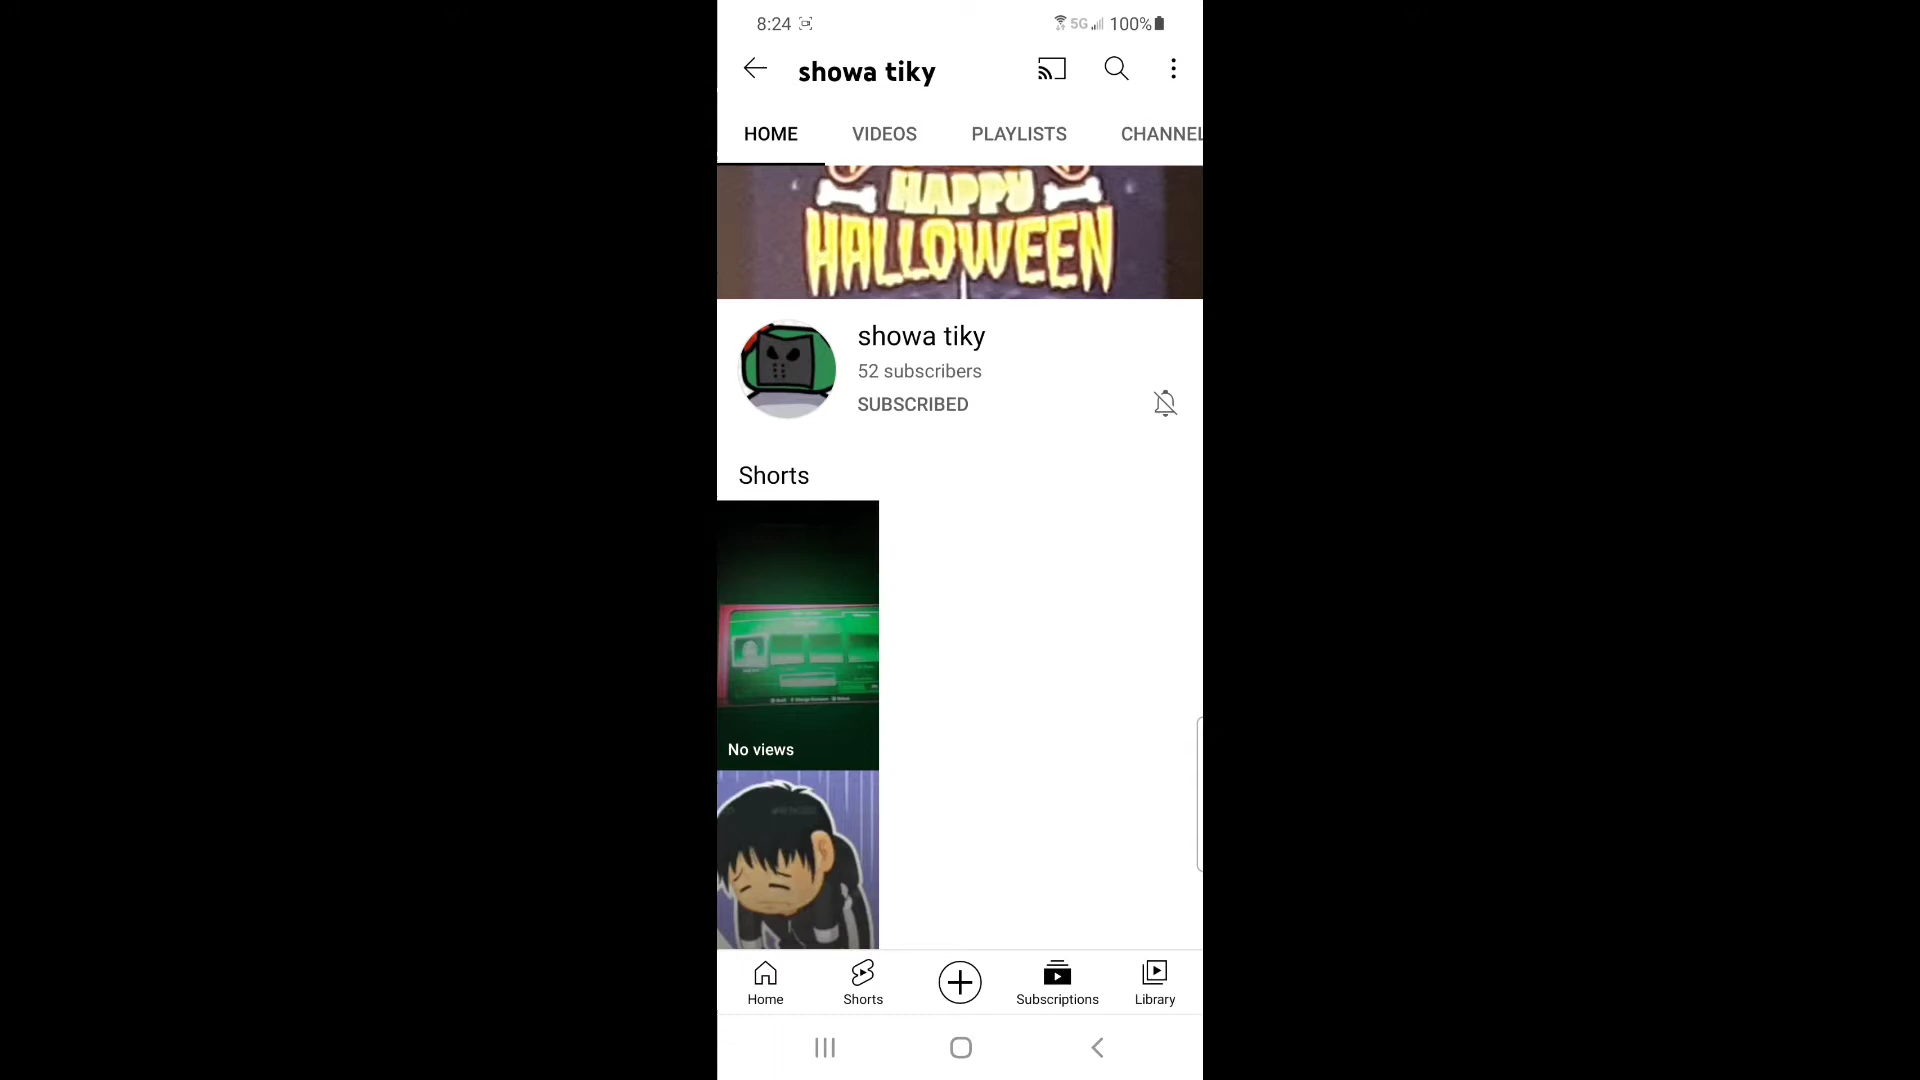 8:24 5G 100%
showa tiky
HOME VIDEOS PLAYLISTS CHANNEL
HAPPY
HALLOWEEN
showa tiky
52 subscribers
SUBSCRIBED
Shorts
No views
Home Shorts Subscriptions Library